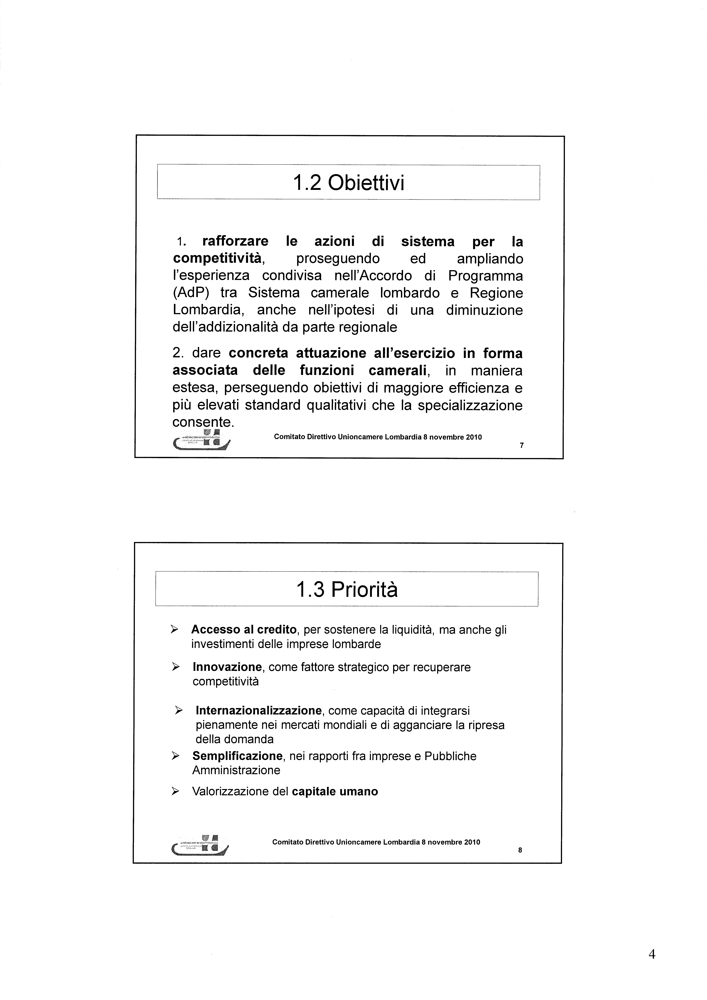 1.2 Obiettivi
1. rafforzare le azioni di sistema per la
competitività, proseguendo ed ampliando
l'esperienza condivisa nell'Accordo di Programma
(AdP) tra Sistema camerale lombardo e Regione
Lombardia, anche nell'ipotesi di una diminuzione
dell'addizionalità da parte regionale
2. dare concreta attuazione all'esercizio in forma
associata delle funzioni camerali, in maniera
estesa, perseguendo obiettivi di maggiore efficienza e
più elevati standard qualitativi che la specializzazione
consente.
Comitato Direttivo Unioncamere Lombardia 8 novembre 2010
7
1.3 Priorità
➢ Accesso al credito, per sostenere la liquidità, ma anche gli
investimenti delle imprese lombarde
➢ Innovazione, come fattore strategico per recuperare
competitività
➢ Internazionalizzazione, come capacità di integrarsi
pienamente nei mercati mondiali e di agganciare la ripresa
della domanda
➢ Semplificazione, nei rapporti fra imprese e Pubbliche
Amministrazione
➢ Valorizzazione del capitale umano
Comitato Direttivo Unioncamere Lombardia 8 novembre 2010
8
4